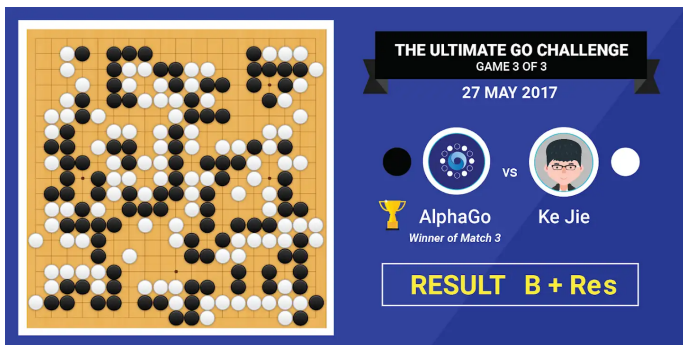 THE ULTIMATE GO CHALLENGE
GAME 3 OF 3
27 MAY 2017
vs
AlphaGo
Ke Jie
Winner of Match 3
RESULT B + Res